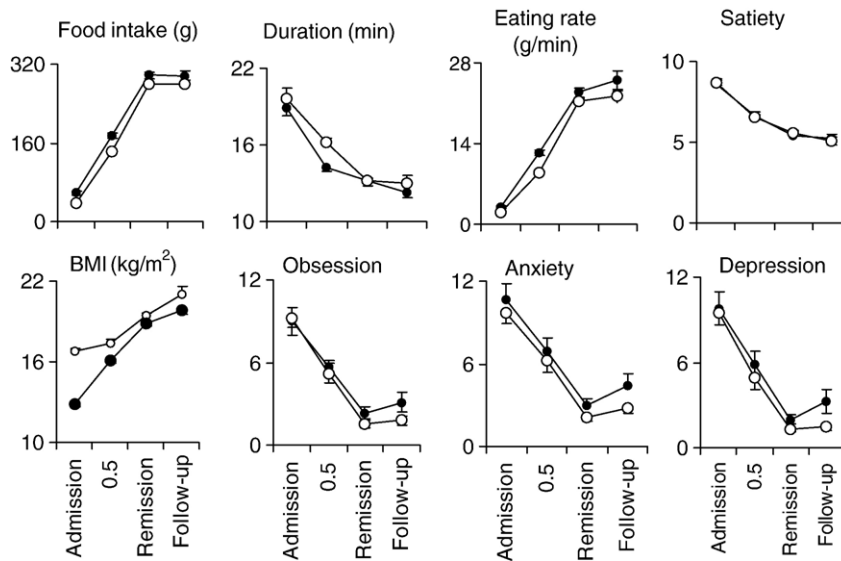 Food intake (g)
320
160
0
Duration (min)
22
16
10
Eating rate
(g/min)
28
14
0
Satiety
10
5
0
BMI (kg/m²)
22
16
10
Admission
0.5
Remission
Follow-up
Obsession
12
6
0
Admission
0.5
Remission
Follow-up
Anxiety
12
6
0
Admission
0.5
Remission
Follow-up
Depression
12
6
0
Admission
0.5
Remission
Follow-up